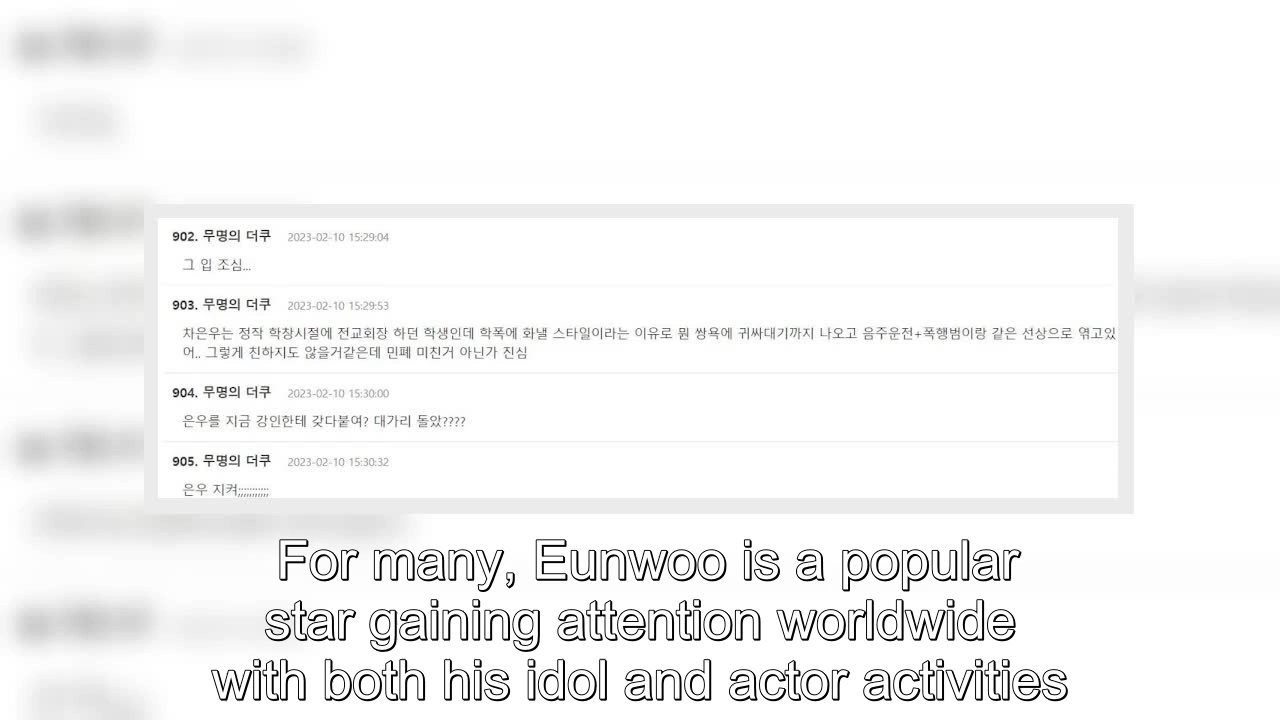 902. 무명의 더쿠 2023-02-10 15:29:04
그 입 조심...
903. 무명의 더쿠 2023-02-10 15:29:53
차은우는 정작 학창시절에 전교회장 하던 학생인데 학폭에 화낼 스타일이라는 이유로 뭔 쌍욕에 귀싸대기까지 나오고 음주운전+폭행범이랑 같은 선상으로 엮고있
어.. 그렇게 친하지도 않을거같은데 민폐 미친거 아닌가 진심
904. 무명의 더쿠 2023-02-10 15:30:00
은우를 지금 강인한테 갖다붙여? 대가리 돌았????
905. 무명의 더쿠 2023-02-10 15:30:32
은우 지켜;;;;;;;;;;;
For many, Eunwoo is a popular
star gaining attention worldwide
with both his idol and actor activities